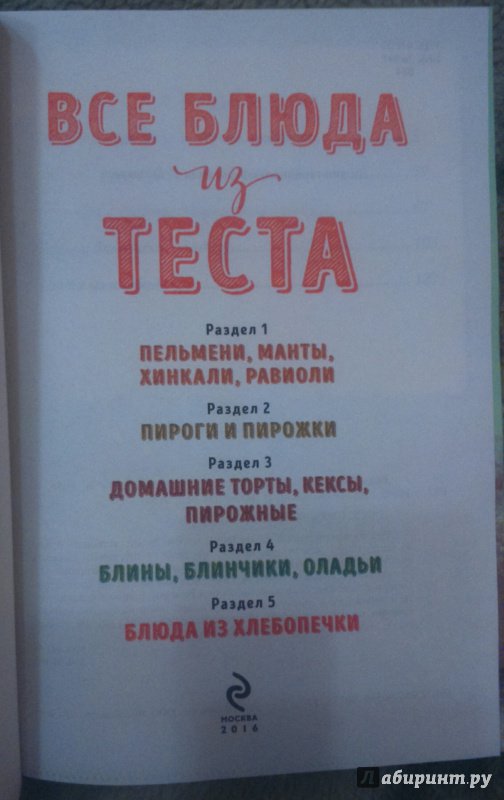 ВСЕ БЛЮДА
из
ТЕСТА
Раздел 1
ПЕЛЬМЕНИ, МАНТЫ,
ХИНКАЛИ, РАВИОЛИ
Раздел 2
ПИРОГИ И ПИРОЖКИ
Раздел 3
ДОМАШНИЕ ТОРТЫ, КЕКСЫ,
ПИРОЖНЫЕ
Раздел 4
БЛИНЫ, БЛИНЧИКИ, ОЛАДЬИ
Раздел 5
БЛЮДА ИЗ ХЛЕБОПЕЧКИ
МОСКВА
2016
Лабиринт.ру